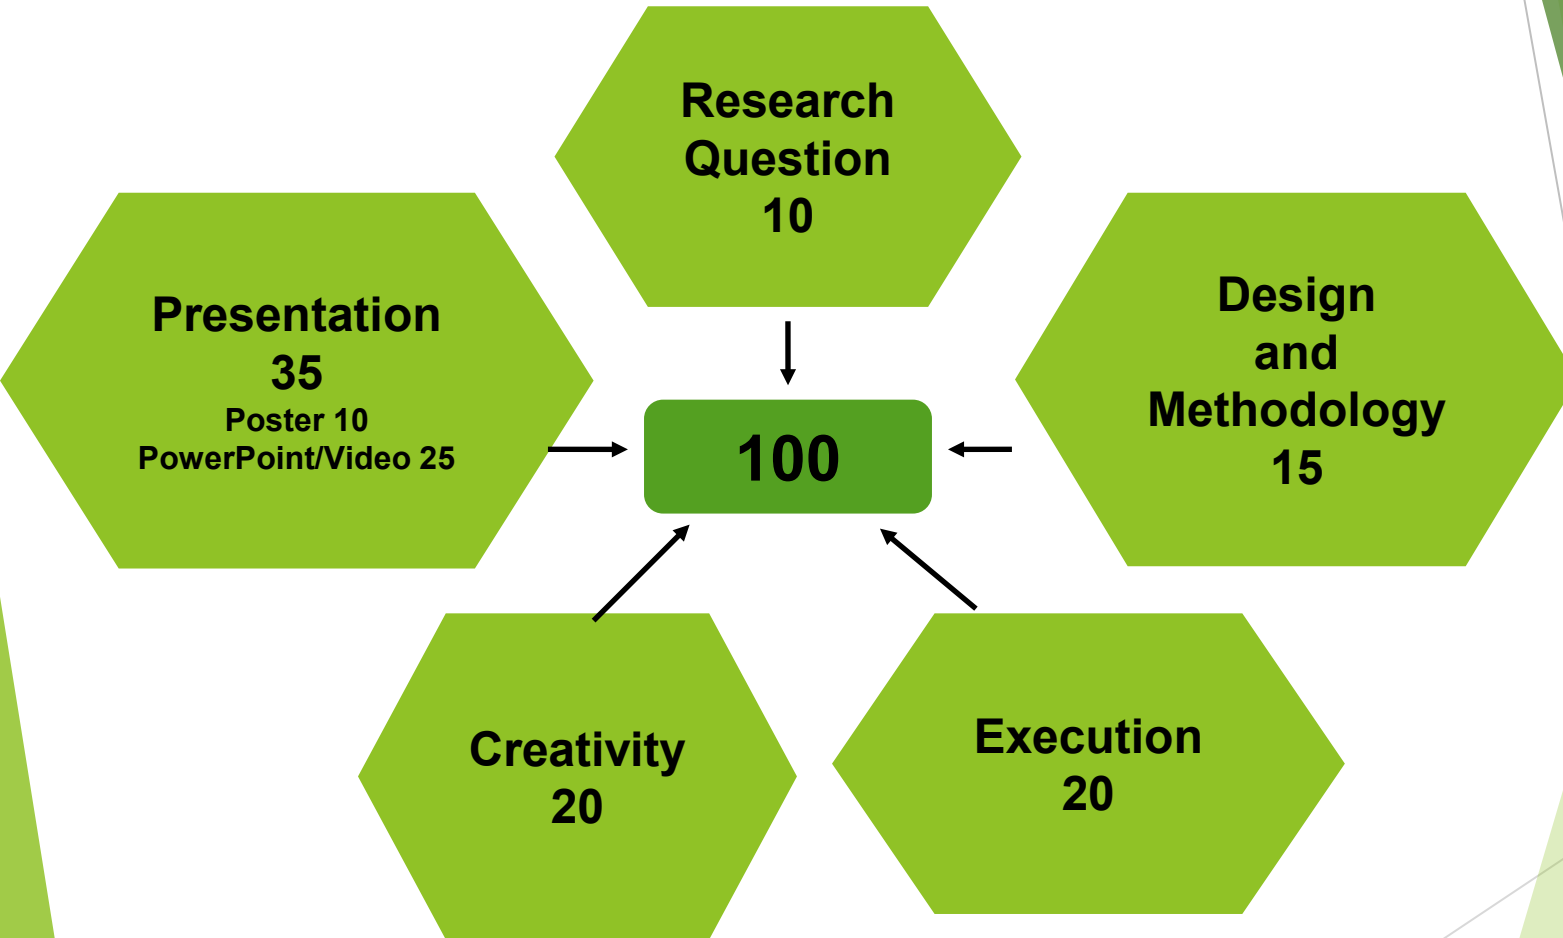 Research
Question
10
Presentation
35
Poster 10
PowerPoint/Video 25
Design
and
Methodology
15
100
Creativity
20
Execution
20